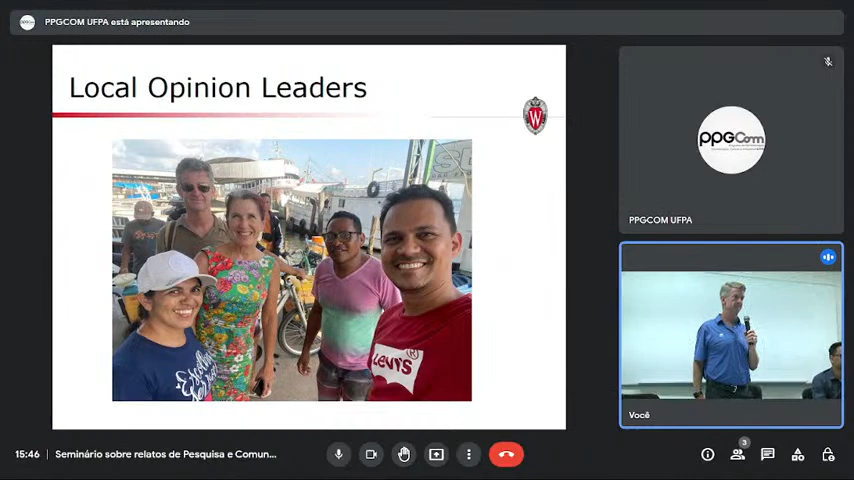 PPGCOM UFPA está apresentando
Local Opinion Leaders
W
LEVI'S
ppGCom
PPGCOM UFPA
Você
15:46
Seminário sobre relatos de Pesquisa e Comun...
3